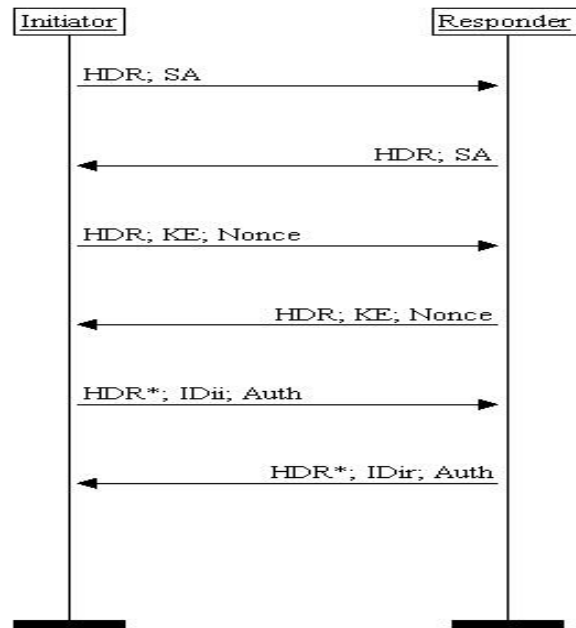 Initiator
Responder
HDR; SA
HDR; SA
HDR; KE; Nonce
HDR; KE; Nonce
HDR*; IDii; Auth
HDR*; IDir; Auth